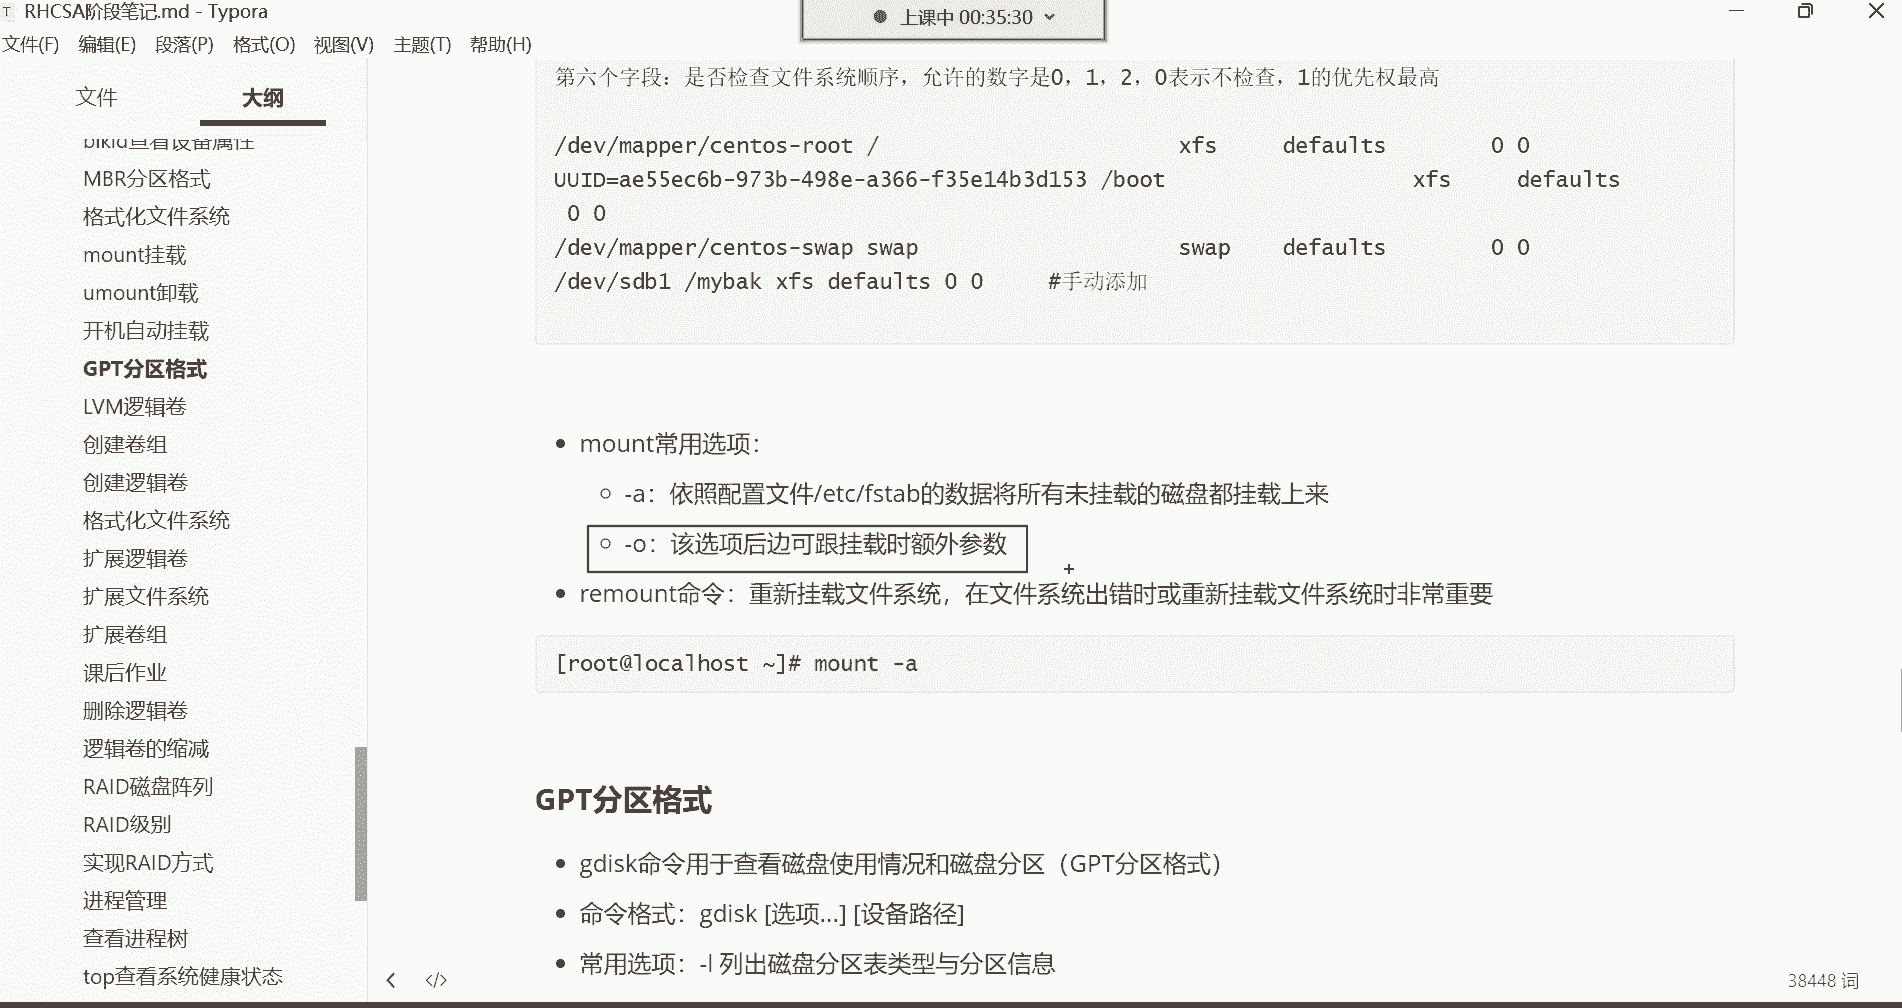 RHCSA阶段笔记.md - Typora
上课中 00:35:30
文件(F) 编辑(E) 段落(P) 格式(O) 视图(V) 主题(T) 帮助(H)
文件 大纲
blkid查看设备属性
MBR分区格式
格式化文件系统
mount挂载
umount卸载
开机自动挂载
GPT分区格式
LVM逻辑卷
创建卷组
创建逻辑卷
格式化文件系统
扩展逻辑卷
扩展文件系统
扩展卷组
课后作业
删除逻辑卷
逻辑卷的缩减
RAID磁盘阵列
RAID级别
实现RAID方式
进程管理
查看进程树
top查看系统健康状态
第六个字段：是否检查文件系统顺序，允许的数字是0，1，2，0表示不检查，1的优先权最高
/dev/mapper/centos-root / xfs defaults 0 0
UUID=ae55ec6b-973b-498e-a366-f35e14b3d153 /boot xfs defaults
0 0
/dev/mapper/centos-swap swap swap defaults 0 0
/dev/sdb1 /mybak xfs defaults 0 0 #手动添加
mount常用选项：
-a：依照配置文件/etc/fstab的数据将所有未挂载的磁盘都挂载上来
-o：该选项后边可跟挂载时额外参数
remount命令：重新挂载文件系统，在文件系统出错时或重新挂载文件系统时非常重要
[root@localhost ~]# mount -a
GPT分区格式
gdisk命令用于查看磁盘使用情况和磁盘分区（GPT分区格式）
命令格式：gdisk [选项...] [设备路径]
常用选项：-l 列出磁盘分区表类型与分区信息
38448 词